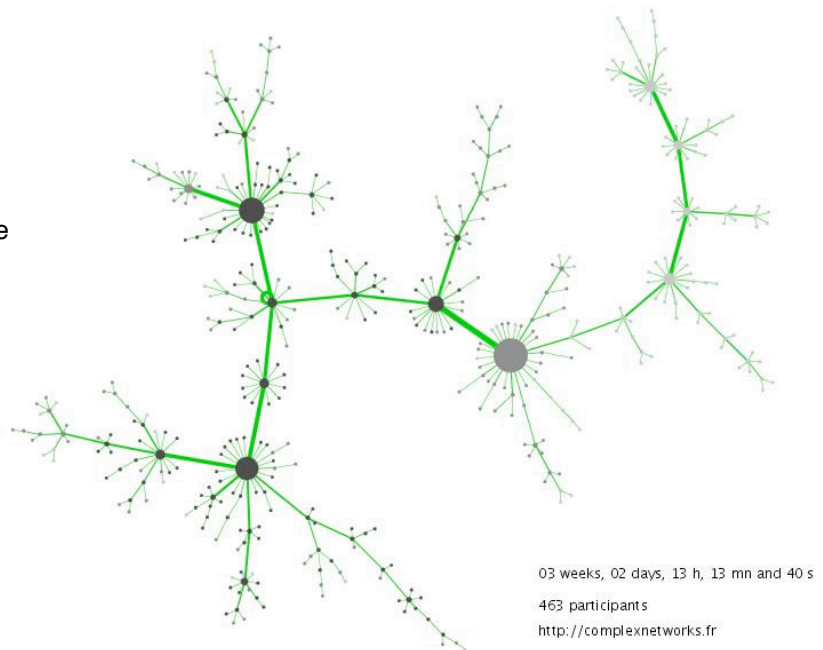 e
03 weeks, 02 days, 13 h, 13 mn and 40 s
463 participants
http://complexnetworks.fr